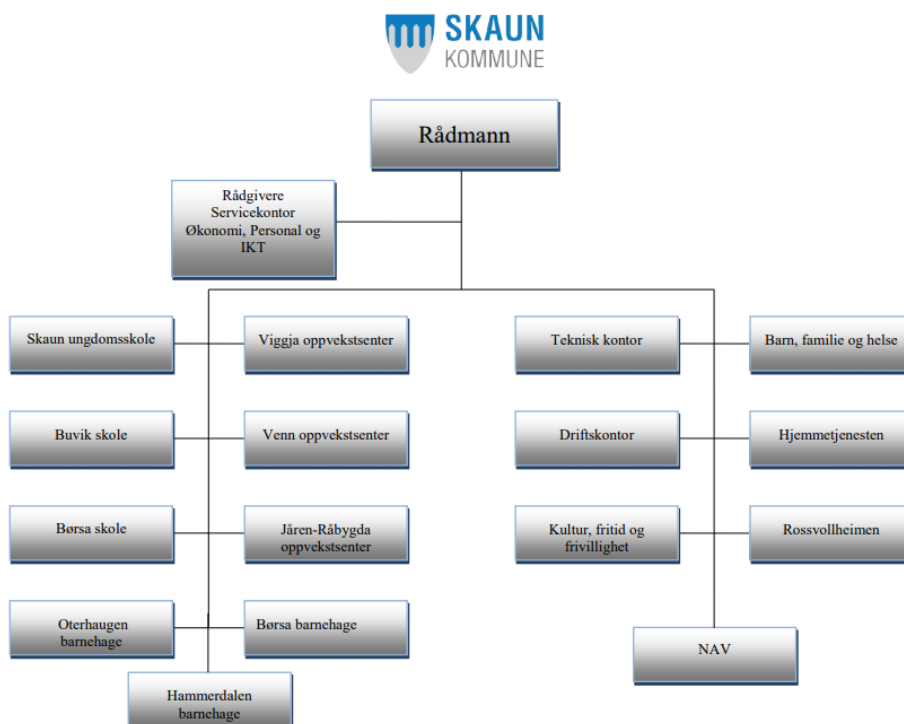 SKAUN
KOMMUNE
Rådmann
Rådgivere
Servicekontor
Økonomi, Personal og
IKT
Skaun ungdomsskole
Viggja oppvekstsenter
Teknisk kontor
Barn, familie og helse
Buvik skole
Venn oppvekstsenter
Driftskontor
Hjemmetjenesten
Børsa skole
Jåren-Råbygda
oppvekstsenter
Kultur, fritid og
frivillighet
Rossvollheimen
Oterhaugen
barnehage
Børsa barnehage
NAV
Hammerdalen
barnehage